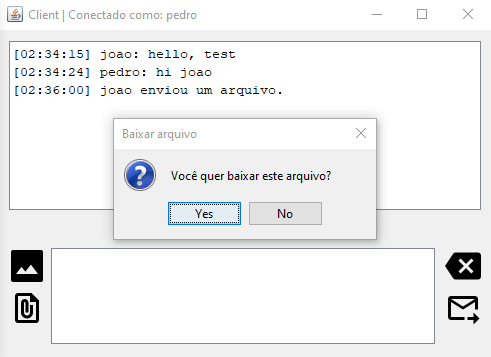 Client | Conectado como: pedro
[02:34:15] joao: hello, test
[02:34:24] pedro: hi joao
[02:36:00] joao enviou um arquivo.
Baixar arquivo
Você quer baixar este arquivo?
Yes No